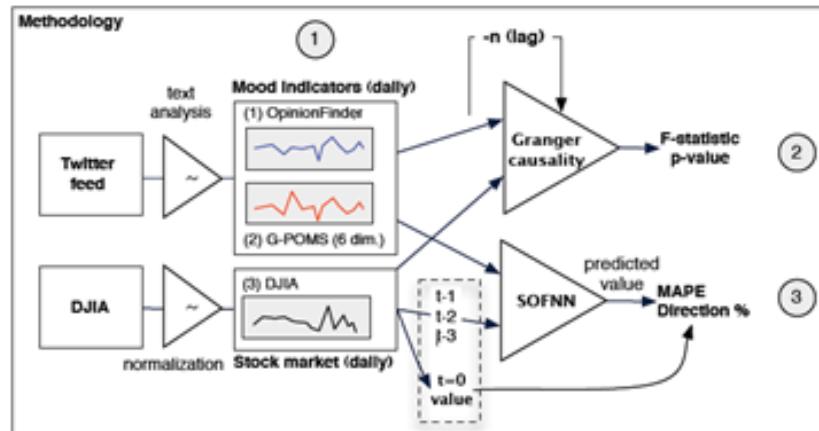 Methodology
1
-n (lag)
text
analysis
Mood Indicators (daily)
(1) OpinionFinder
Twitter
feed
~
Granger
causality
F-statistic
p-value
2
(2) G-POMS (6 dim.)
DJIA
~
(3) DJIA
normalization
Stock market (daily)
t-1
t-2
t-3
t=0
value
SOFNN
predicted
value
MAPE
Direction %
3